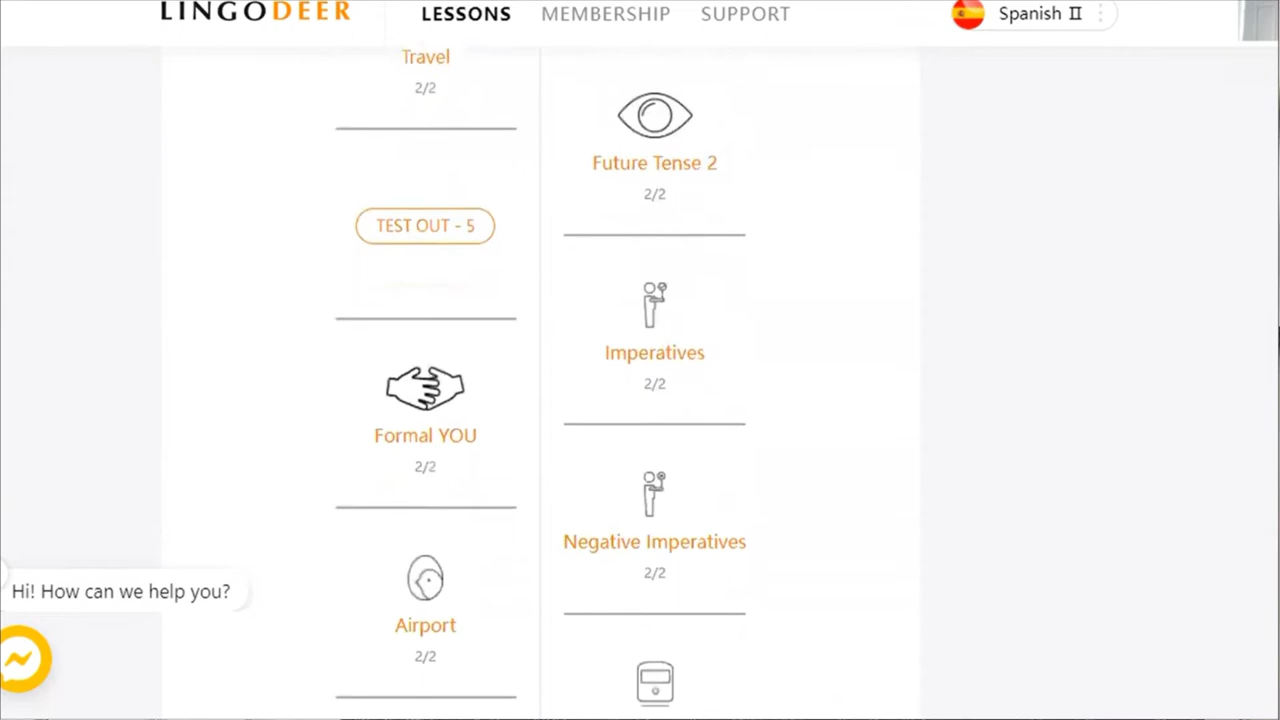 LINGODEER
LESSONS
MEMBERSHIP
SUPPORT
Spanish II
Travel
2/2
TEST OUT - 5
Formal YOU
2/2
Airport
2/2
Future Tense 2
2/2
Imperatives
2/2
Negative Imperatives
2/2
Hi! How can we help you?